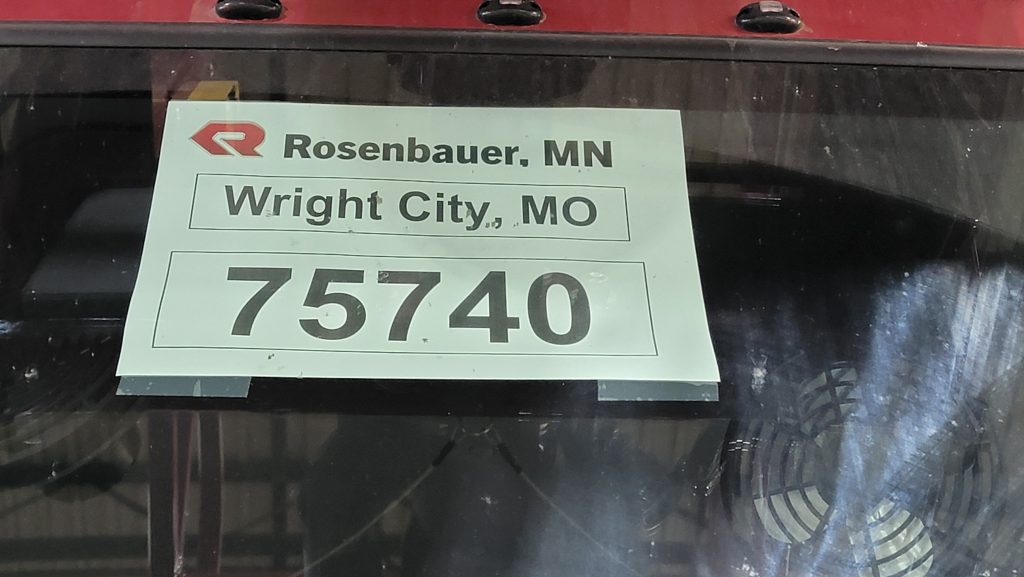 Rosenbauer, MN
Wright City, MO
75740